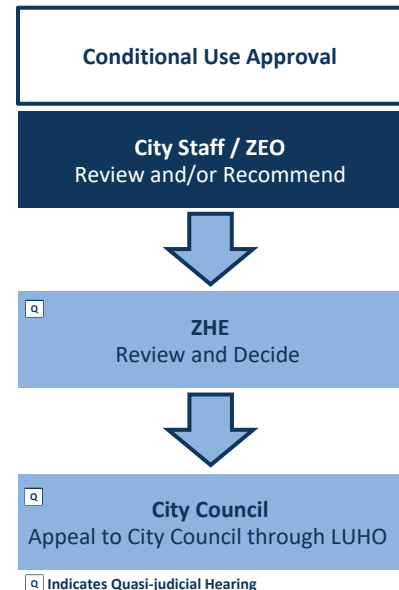 Conditional Use Approval
City Staff / ZEO
Review and/or Recommend
Q
ZHE
Review and Decide
Q
City Council
Appeal to City Council through LUHO
Q Indicates Quasi-judicial Hearing